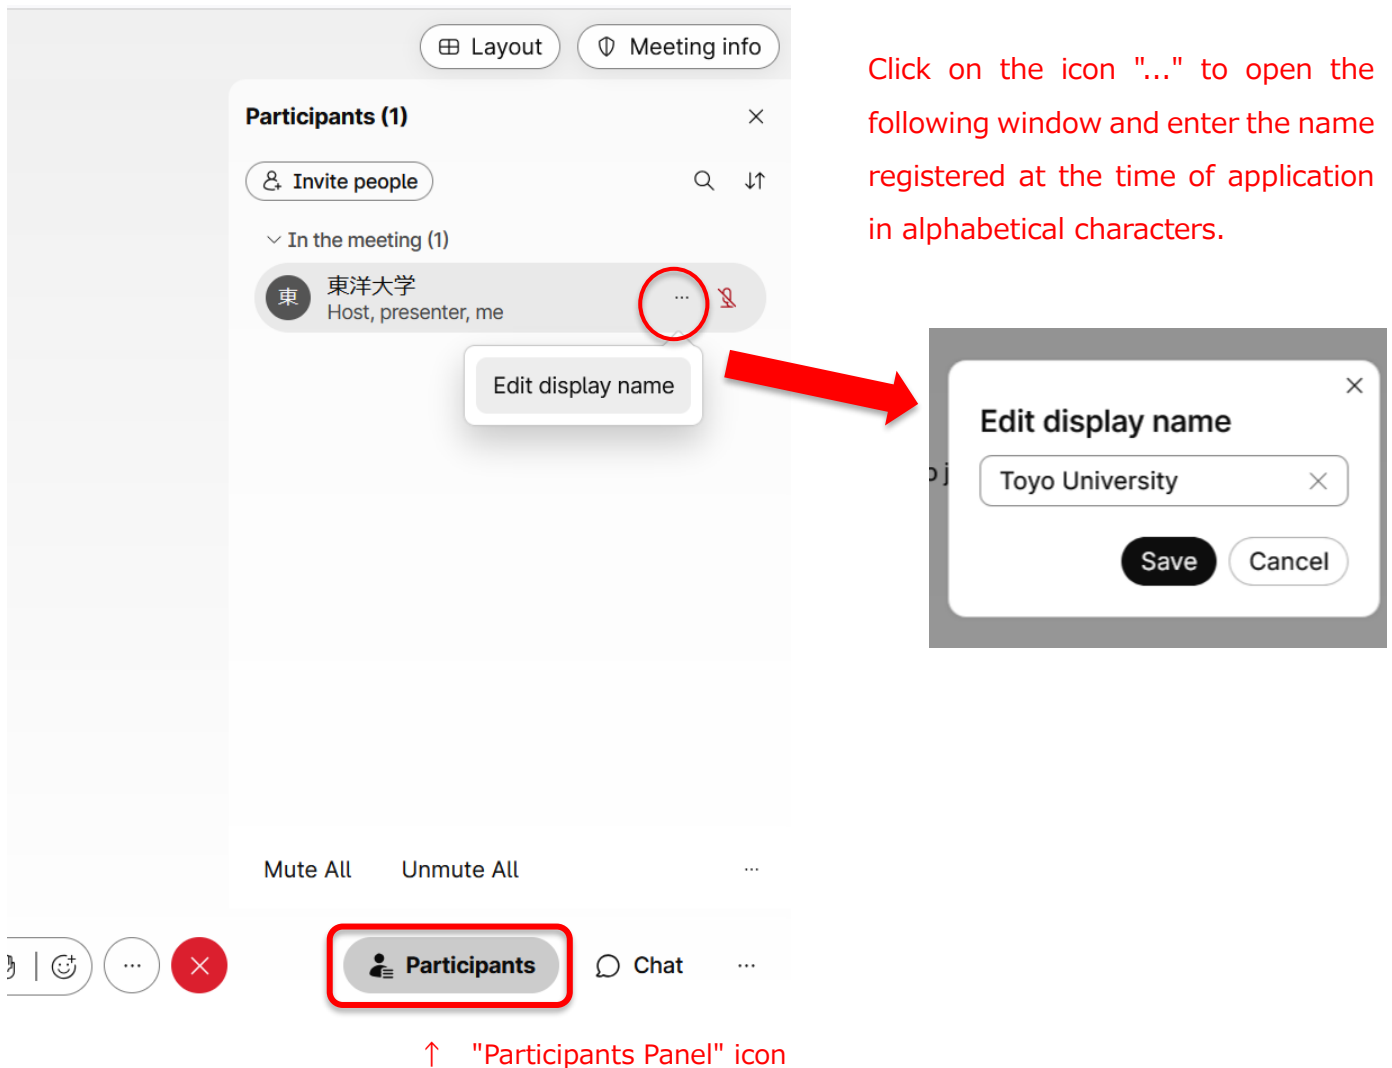 Layout
Meeting info
Participants (1)
Invite people
In the meeting (1)
東
東洋大学
Host, presenter, me
Edit display name
Mute All
Unmute All
Participants
Chat
↑ "Participants Panel" icon
Click on the icon "..." to open the
following window and enter the name
registered at the time of application
in alphabetical characters.
Edit display name
Toyo University
Save
Cancel